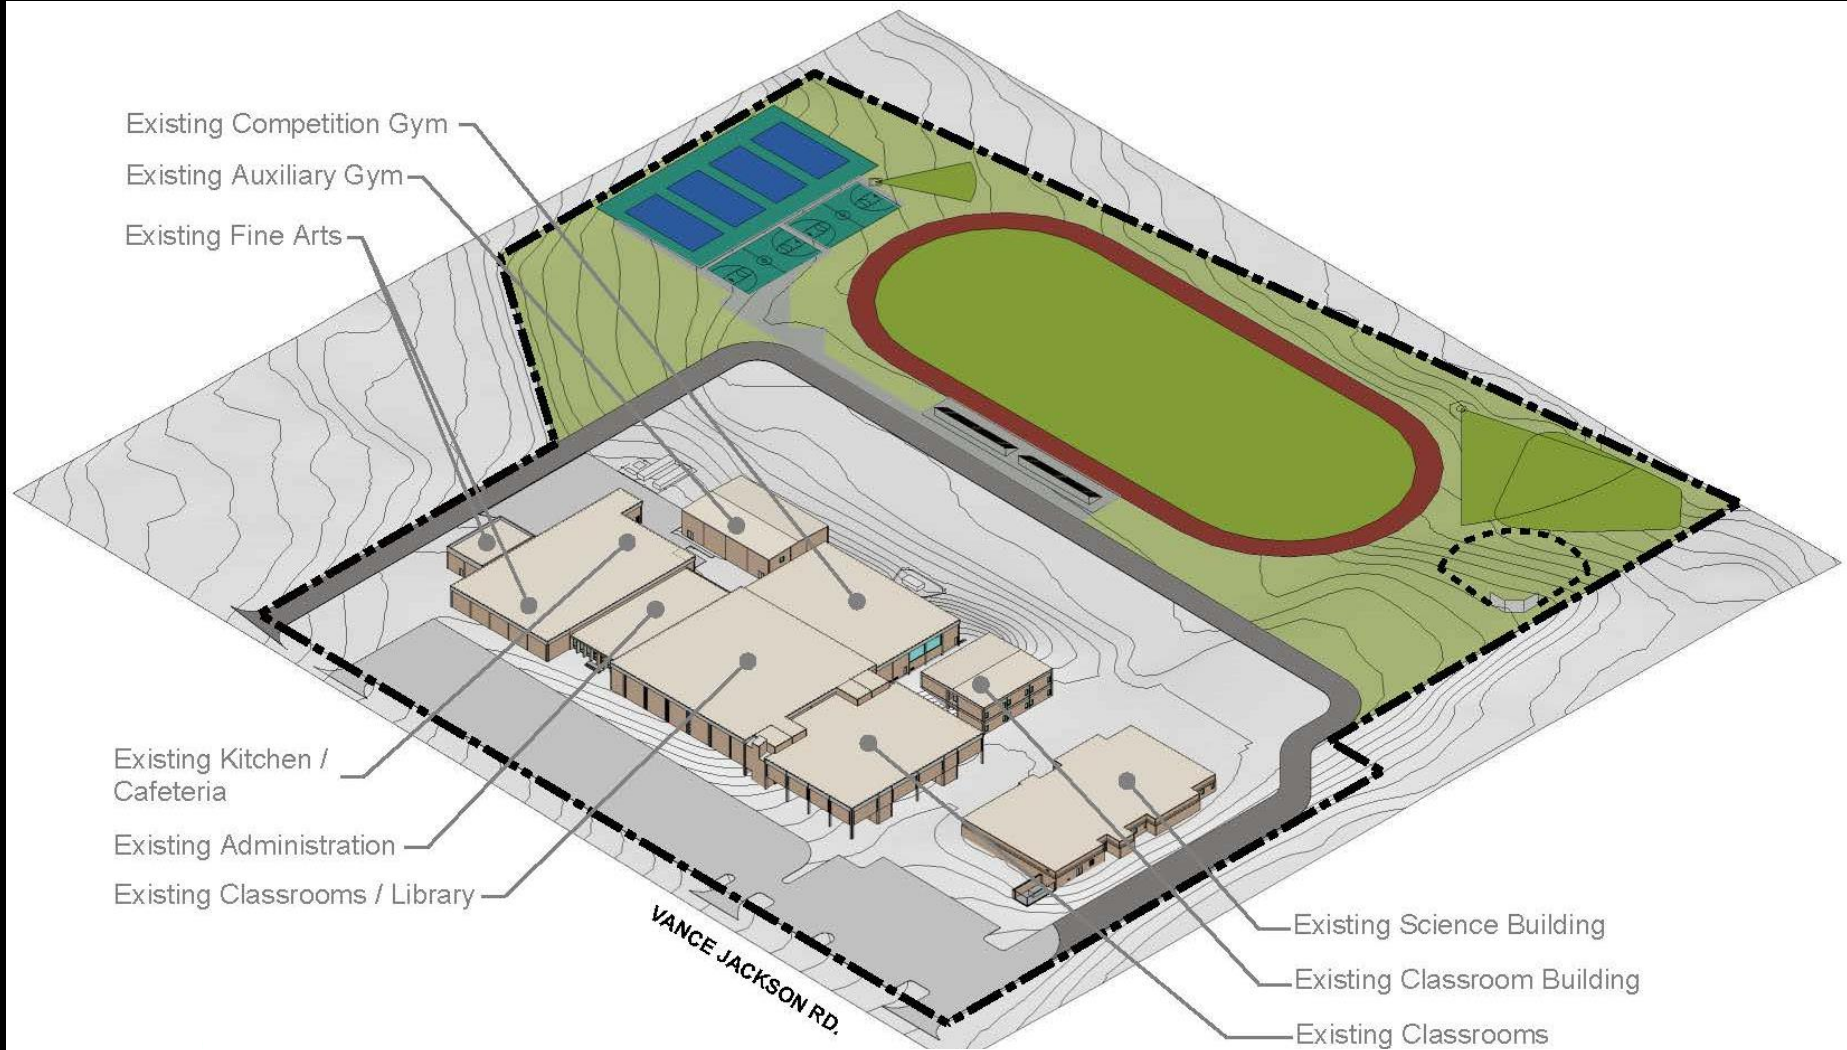 Existing Competition Gym
Existing Auxiliary Gym
Existing Fine Arts
Existing Kitchen /
Cafeteria
Existing Administration
Existing Classrooms / Library
VANCE JACKSON RD.
Existing Science Building
Existing Classroom Building
Existing Classrooms